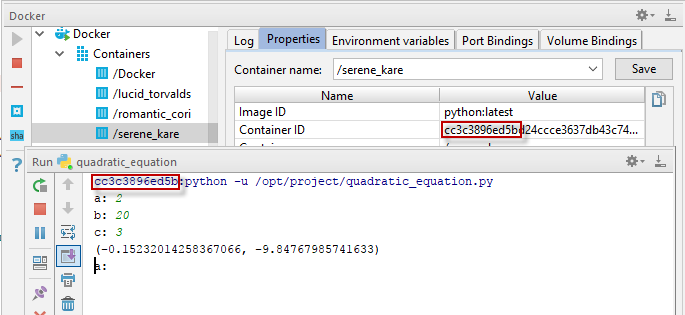 Docker
Docker
Containers
/Docker
/lucid_torvalds
/romantic_cori
/serene_kare
sha
Log Properties Environment variables Port Bindings Volume Bindings
Container name: /serene_kare Save
Name Value
Image ID python:latest
Container ID cc3c3896ed5bd24ccce3637db43c74...
Run quadratic_equation
cc3c3896ed5b:python -u /opt/project/quadratic_equation.py
a: 2
b: 20
c: 3
(-0.15232014258367066, -9.84767985741633)
a: